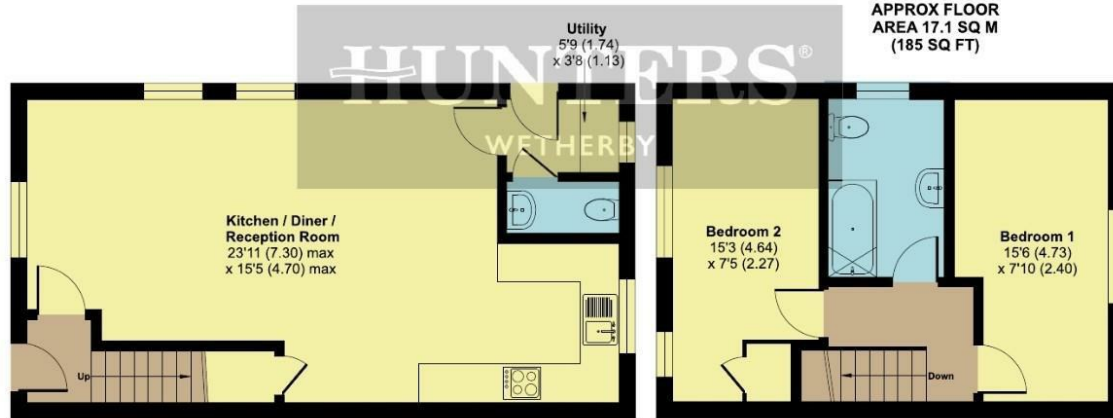 APPROX FLOOR
AREA 17.1 SQ M
(185 SQ FT)
Utility
5'9 (1.74)
x 3'8 (1.13)
HUNTERS®
WETHERBY
Kitchen / Diner /
Reception Room
23'11 (7.30) max
x 15'5 (4.70) max
Up
Bedroom 2
15'3 (4.64)
x 7'5 (2.27)
Bedroom 1
15'6 (4.73)
x 7'10 (2.40)
Down